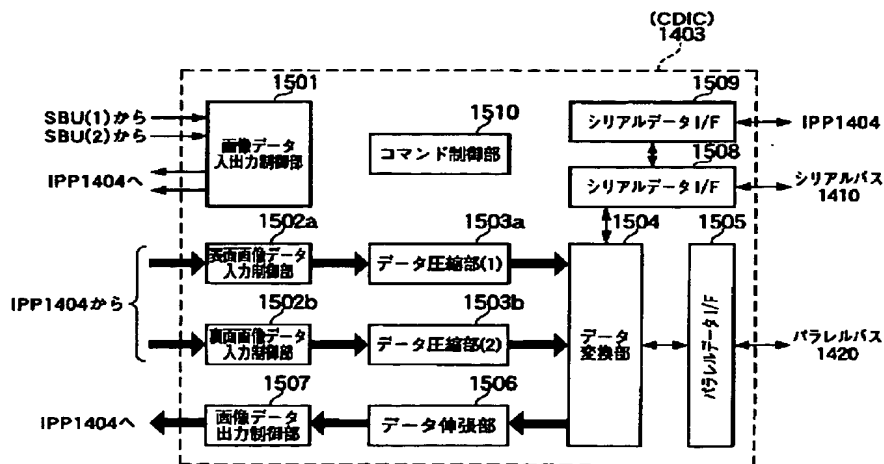 (CDIC)
1403
1501
SBU(1)から
SBU(2)から
IPP1404へ
画像データ
入出力制御部
1510
コマンド制御部
1509
シリアルデータI/F
IPP1404
1508
シリアルデータI/F
シリアルバス
1410
1502a
表面画像データ
入力制御部
1503a
データ圧縮部(1)
1504
データ
変換部
1505
パラレルデータI/F
IPP1404から
1502b
裏面画像データ
入力制御部
1503b
データ圧縮部(2)
パラレルバス
1420
1507
画像データ
出力制御部
1506
データ伸張部
IPP1404へ